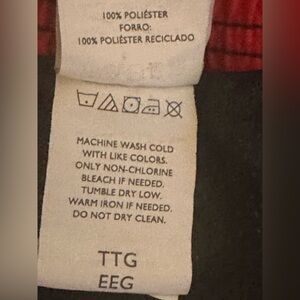 100% POLIÉSTER
FORRO:
100% POLIÉSTER RECICLADO
MACHINE WASH COLD
WITH LIKE COLORS.
ONLY NON-CHLORINE
BLEACH IF NEEDED.
TUMBLE DRY LOW.
WARM IRON IF NEEDED.
DO NOT DRY CLEAN.
TTG
EEG